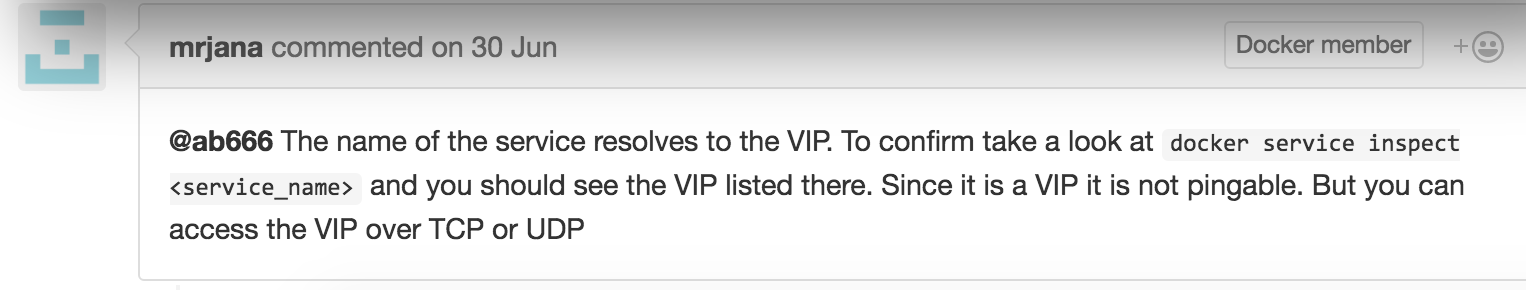 mrjana commented on 30 Jun
Docker member
+
@ab666 The name of the service resolves to the VIP. To confirm take a look at docker service inspect
<service_name> and you should see the VIP listed there. Since it is a VIP it is not pingable. But you can
access the VIP over TCP or UDP